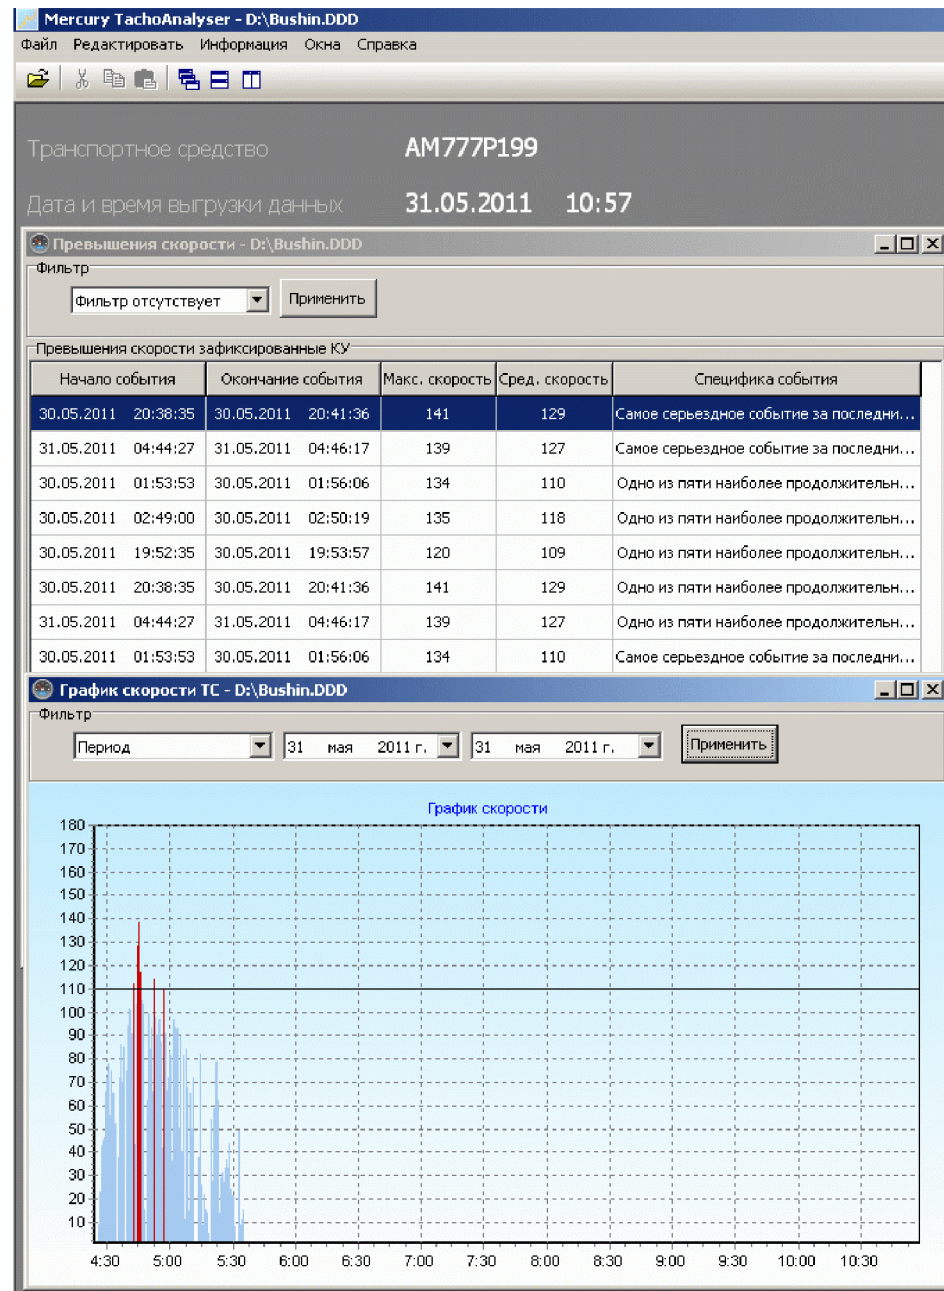 Mercury TachoAnalyser - D:\Bushin.DDD
Файл Редактировать Информация Окна Справка
Транспортное средство АМ777Р199
Дата и время выгрузки данных 31.05.2011 10:57
Превышения скорости - D:\Bushin.DDD
Фильтр
Фильтр отсутствует Применить
Превышения скорости зафиксированные КУ
Начало события Окончание события Макс. скорость Сред. скорость Специфика события
30.05.2011 20:38:35 30.05.2011 20:41:36 141 129 Самое серьездное событие за последни...
31.05.2011 04:44:27 31.05.2011 04:46:17 139 127 Самое серьездное событие за последни...
30.05.2011 01:53:53 30.05.2011 01:56:06 134 110 Одно из пяти наиболее продолжительн...
30.05.2011 02:49:00 30.05.2011 02:50:19 135 118 Одно из пяти наиболее продолжительн...
30.05.2011 19:52:35 30.05.2011 19:53:57 120 109 Одно из пяти наиболее продолжительн...
30.05.2011 20:38:35 30.05.2011 20:41:36 141 129 Одно из пяти наиболее продолжительн...
31.05.2011 04:44:27 31.05.2011 04:46:17 139 127 Одно из пяти наиболее продолжительн...
30.05.2011 01:53:53 30.05.2011 01:56:06 134 110 Самое серьездное событие за последни...
График скорости ТС - D:\Bushin.DDD
Фильтр
Период 31 мая 2011 г. 31 мая 2011 г. Применить
График скорости
180
170
160
150
140
130
120
110
100
90
80
70
60
50
40
30
20
10
4:30 5:00 5:30 6:00 6:30 7:00 7:30 8:00 8:30 9:00 9:30 10:00 10:30